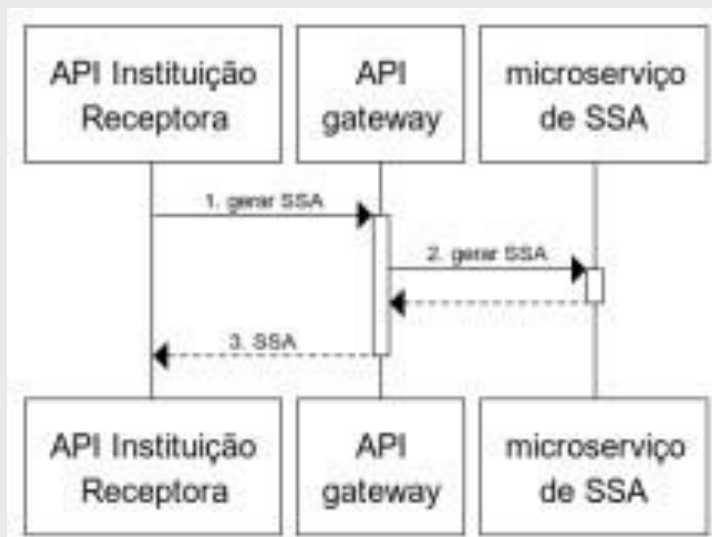 API Instituição
Receptora
API
gateway
microserviço
de SSA
1. gerar SSA
2. gerar SSA
3. SSA
API Instituição
Receptora
API
gateway
microserviço
de SSA